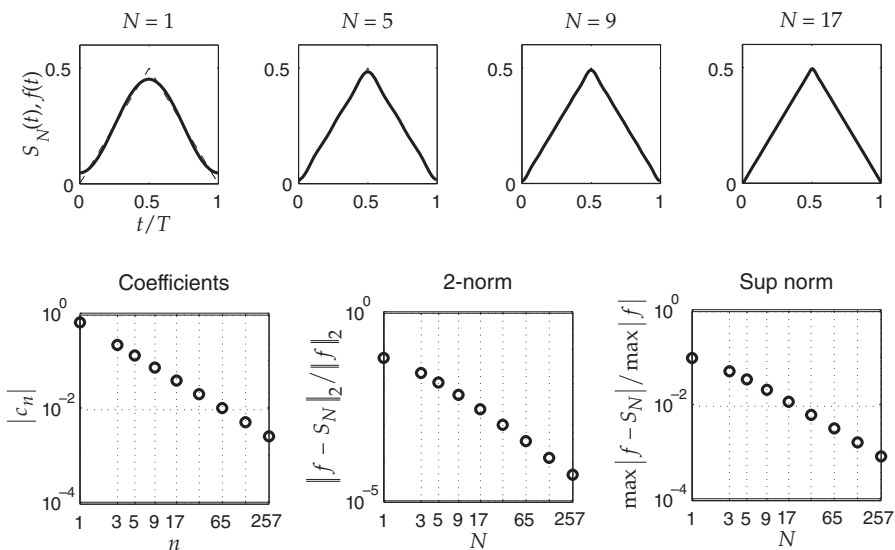 N = 1
N = 5
N = 9
N = 17
S_N(t), f(t)
0.5
0
0 0.5 1
t/T
0.5
0
0 0.5 1
0.5
0
0 0.5 1
0.5
0
0 0.5 1
Coefficients
|c_n|
10^0
10^-2
10^-4
1 3 5 9 17 65 257
n
2-norm
‖f − S_N‖_2/‖f‖_2
10^0
10^-5
1 3 5 9 17 65 257
N
Sup norm
max|f − S_N|/max|f|
10^0
10^-2
10^-4
1 3 5 9 17 65 257
N